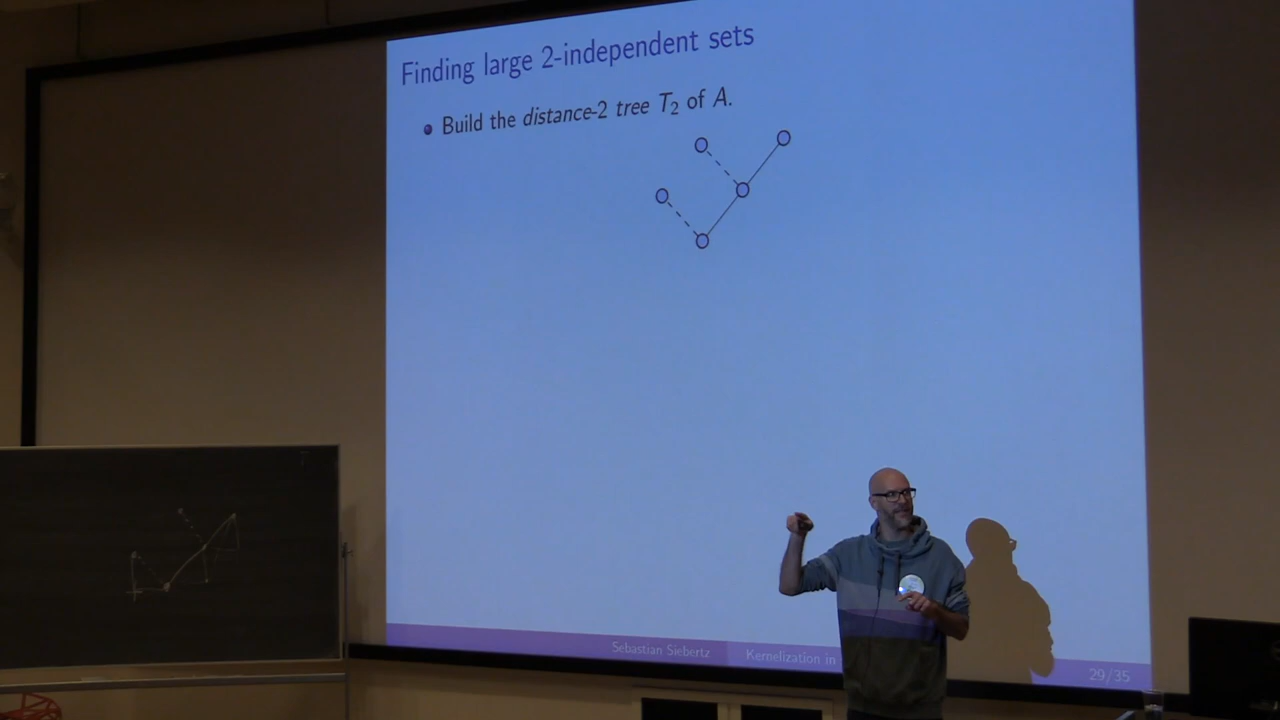 Finding large 2-independent sets
Build the distance-2 tree T₂ of A.
Sebastian Siebertz
Kernelization in
29/35